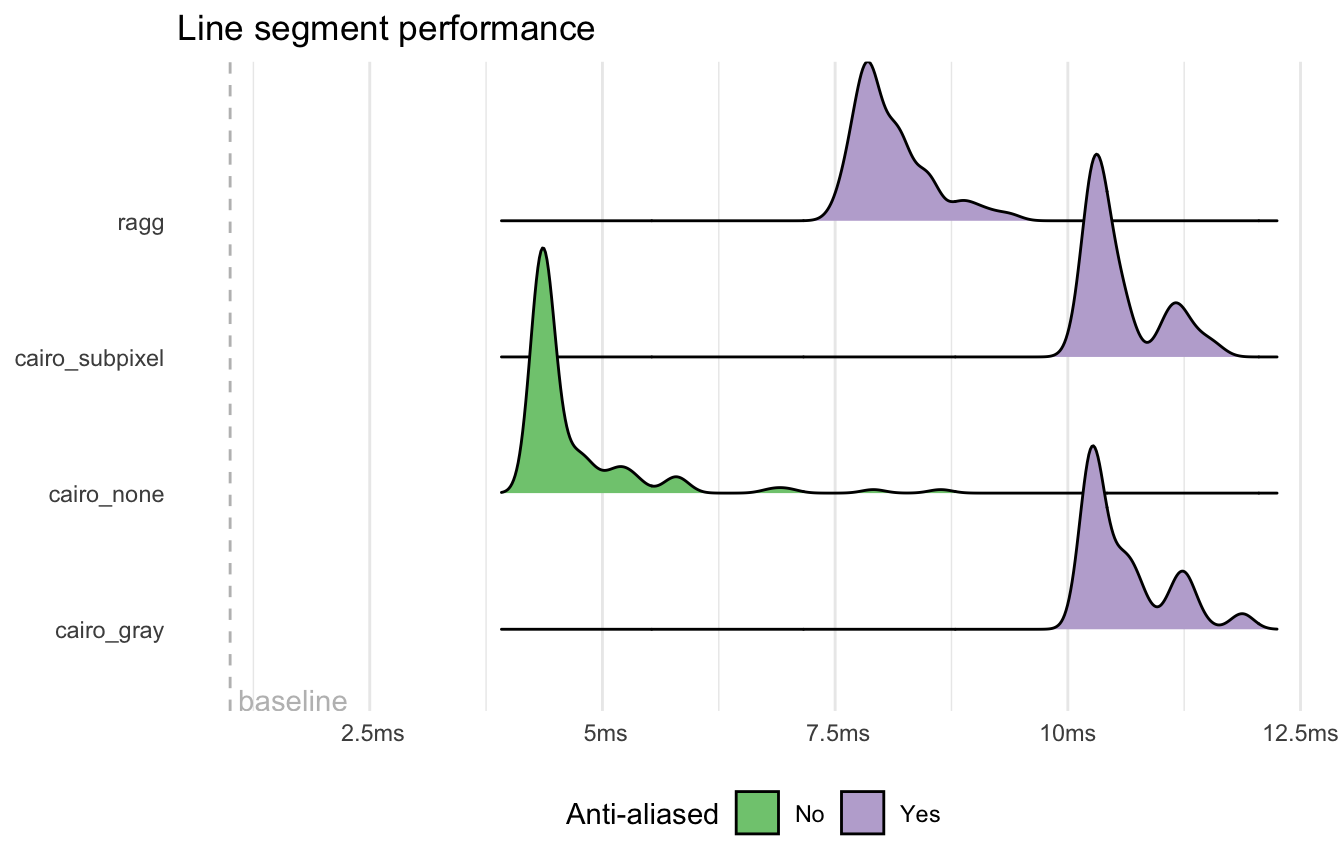 Line segment performance
ragg
cairo_subpixel
cairo_none
cairo_gray
baseline
2.5ms 5ms 7.5ms 10ms 12.5ms
Anti-aliased No Yes